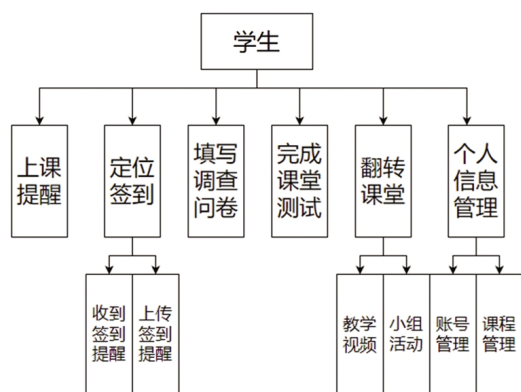 学生
上课
提醒
定位
签到
填写
调查
问卷
完成
课堂
测试
翻转
课堂
个人
信息
管理
收到
签到
提醒
上传
签到
提醒
教学
视频
小组
活动
账号
管理
课程
管理